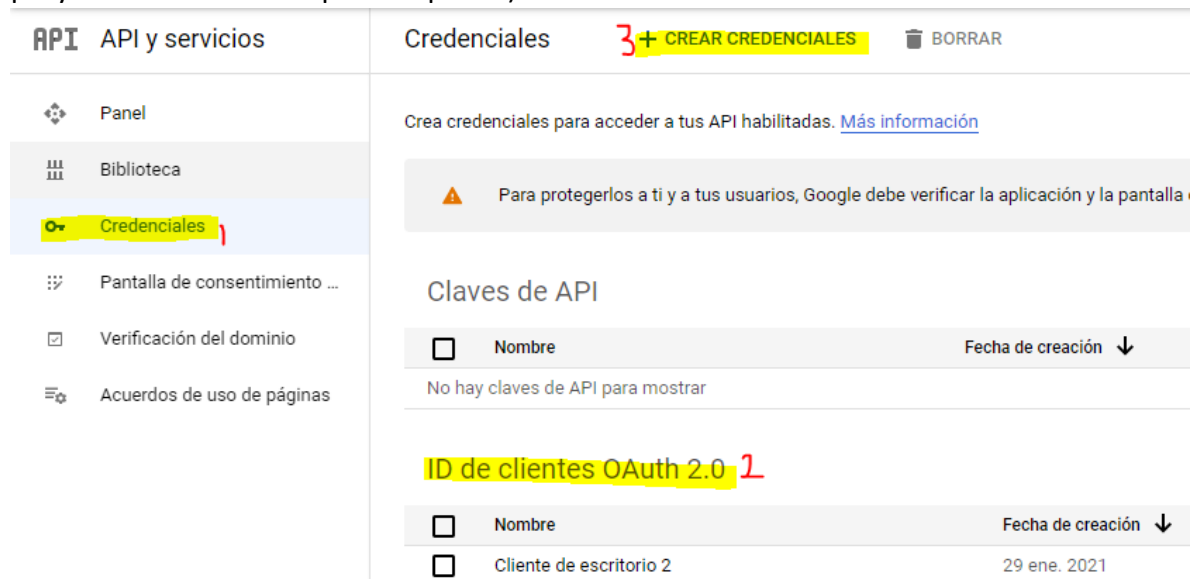 API API y servicios
Credenciales 3 + CREAR CREDENCIALES BORRAR
Panel
Crea credenciales para acceder a tus API habilitadas. Más información
Biblioteca
Para protegerlos a ti y a tus usuarios, Google debe verificar la aplicación y la pantalla
Credenciales 1
Pantalla de consentimiento ...
Claves de API
Verificación del dominio
Nombre Fecha de creación
Acuerdos de uso de páginas
No hay claves de API para mostrar
ID de clientes OAuth 2.0 2
Nombre Fecha de creación
Cliente de escritorio 2 29 ene. 2021